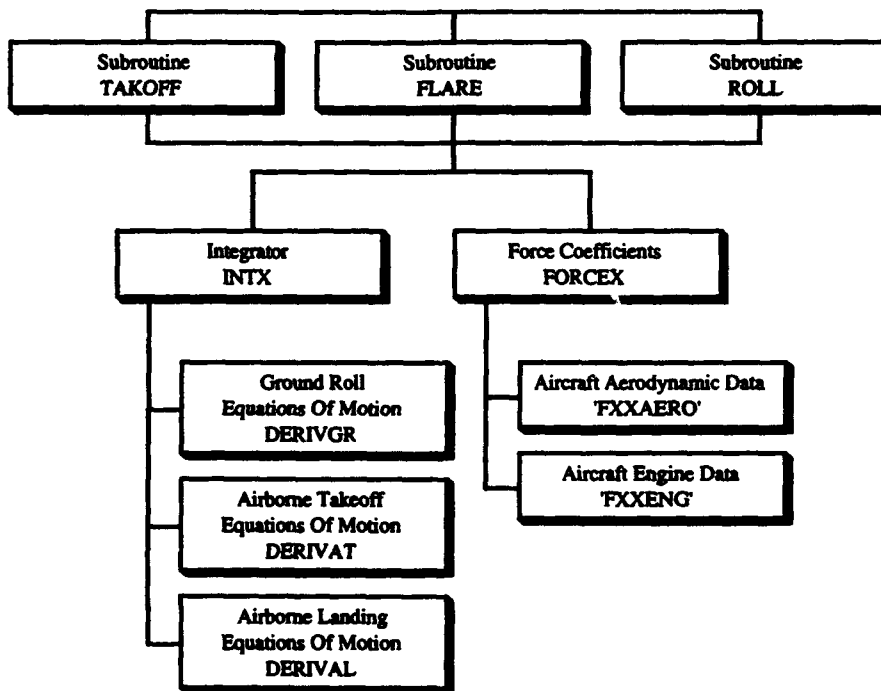 Subroutine
TAKOFF
Subroutine
FLARE
Subroutine
ROLL
Integrator
INTX
Force Coefficients
FORCEX
Ground Roll
Equations Of Motion
DERIVGR
Airborne Takeoff
Equations Of Motion
DERIVAT
Airborne Landing
Equations Of Motion
DERIVAL
Aircraft Aerodynamic Data
'FXXAERO'
Aircraft Engine Data
'FXXENG'